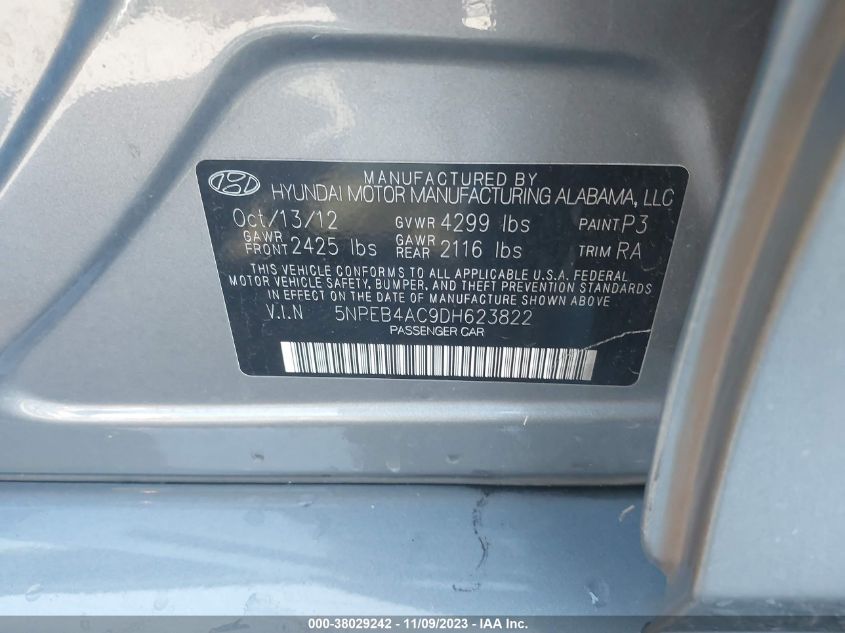 MANUFACTURED BY
HYUNDAI MOTOR MANUFACTURING ALABAMA, LLC
Oct/13/12 GVWR 4299 lbs PAINT P3
GAWR FRONT 2425 lbs GAWR REAR 2116 lbs TRIM RA
THIS VEHICLE CONFORMS TO ALL APPLICABLE U.S.A. FEDERAL
MOTOR VEHICLE SAFETY, BUMPER, AND THEFT PREVENTION STANDARDS
IN EFFECT ON THE DATE OF MANUFACTURE SHOWN ABOVE.
V.I.N 5NPEB4AC9DH623822
PASSENGER CAR
000-38029242 - 11/09/2023 - IAA Inc.